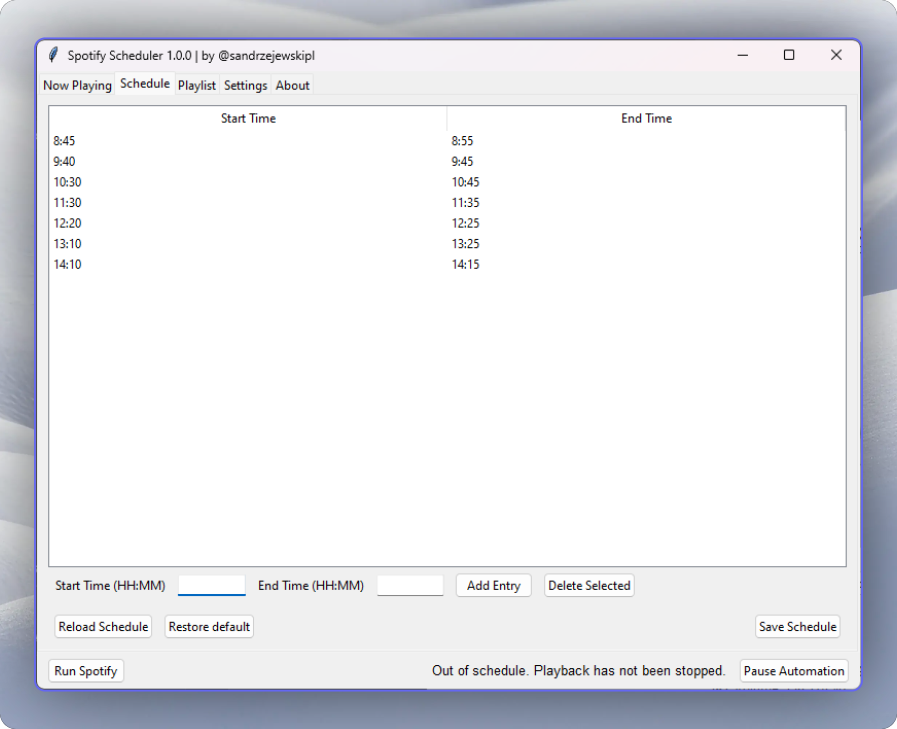 Spotify Scheduler 1.0.0 | by @sandrzejewskipl
Now Playing Schedule Playlist Settings About
Start Time End Time
8:45 8:55
9:40 9:45
10:30 10:45
11:30 11:35
12:20 12:25
13:10 13:25
14:10 14:15
Start Time (HH:MM) End Time (HH:MM) Add Entry Delete Selected
Reload Schedule Restore default Save Schedule
Run Spotify Out of schedule. Playback has not been stopped. Pause Automation